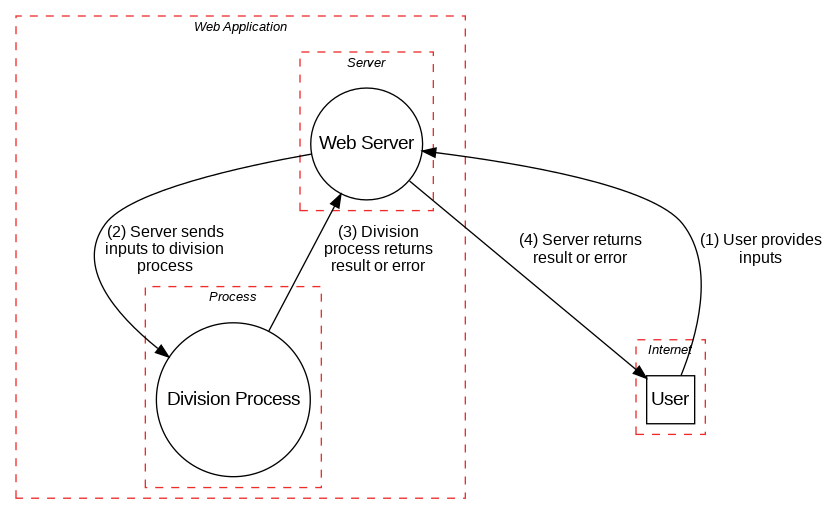 Web Application
Server
Web Server
(2) Server sends
inputs to division
process
(3) Division
process returns
result or error
(4) Server returns
result or error
(1) User provides
inputs
Process
Division Process
Internet
User